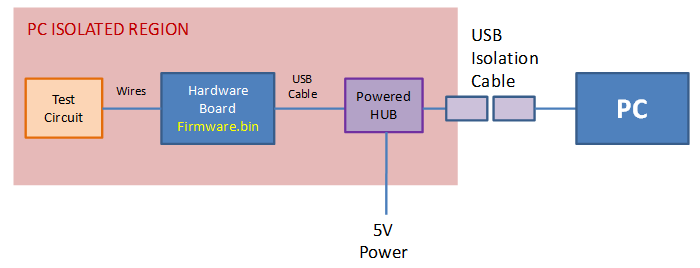 PC ISOLATED REGION
USB
Isolation
Cable
Test
Circuit
Wires
Hardware
Board
Firmware.bin
USB
Cable
Powered
HUB
PC
5V
Power